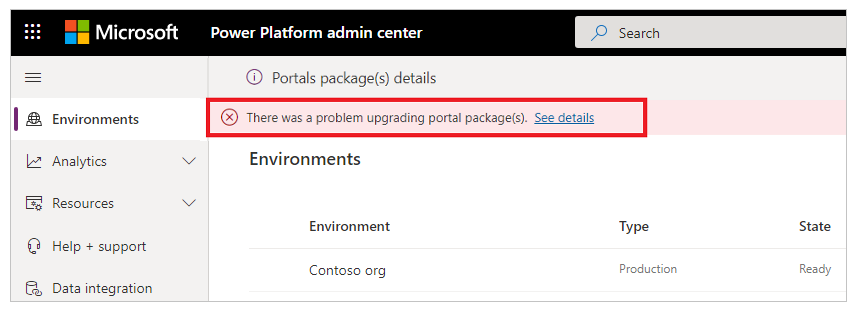 Microsoft Power Platform admin center Search
Portals package(s) details
There was a problem upgrading portal package(s). See details
Environments
Analytics
Resources
Help + support
Data integration
Environments
Environment Type State
Contoso org Production Ready